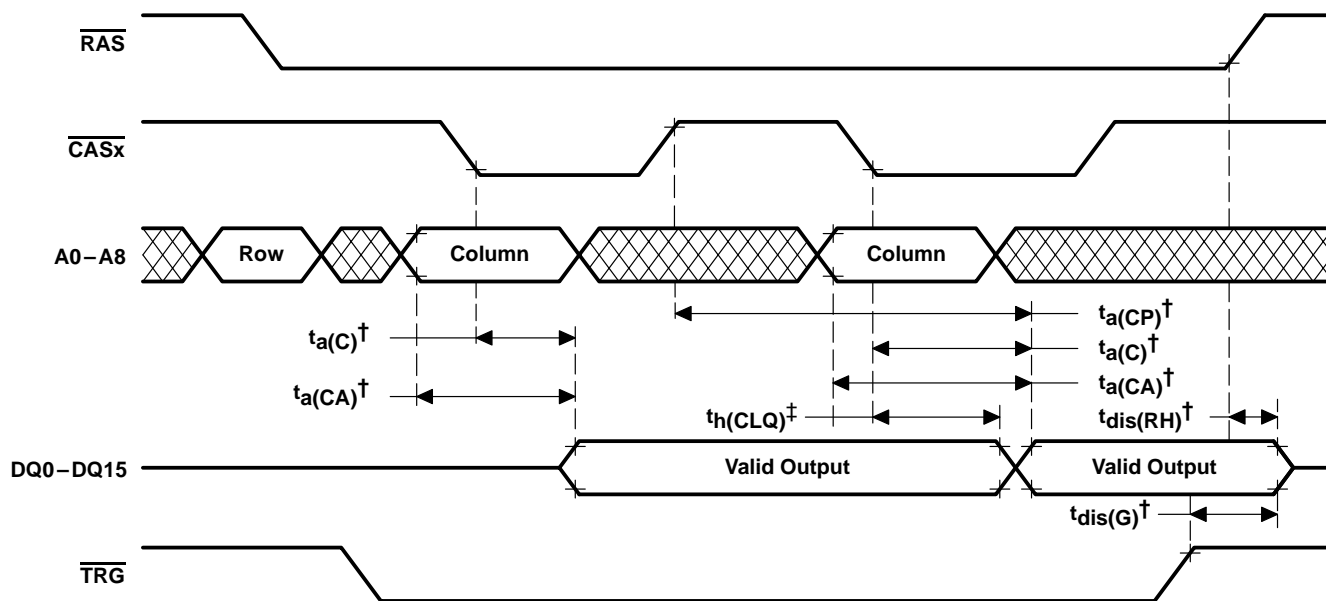 RAS
CASx
A0–A8
Row
Column
Column
ta(CP)†
ta(C)†
ta(C)†
ta(CA)†
ta(CA)†
th(CLQ)‡
tdis(RH)†
DQ0–DQ15
Valid Output
Valid Output
tdis(G)†
TRG